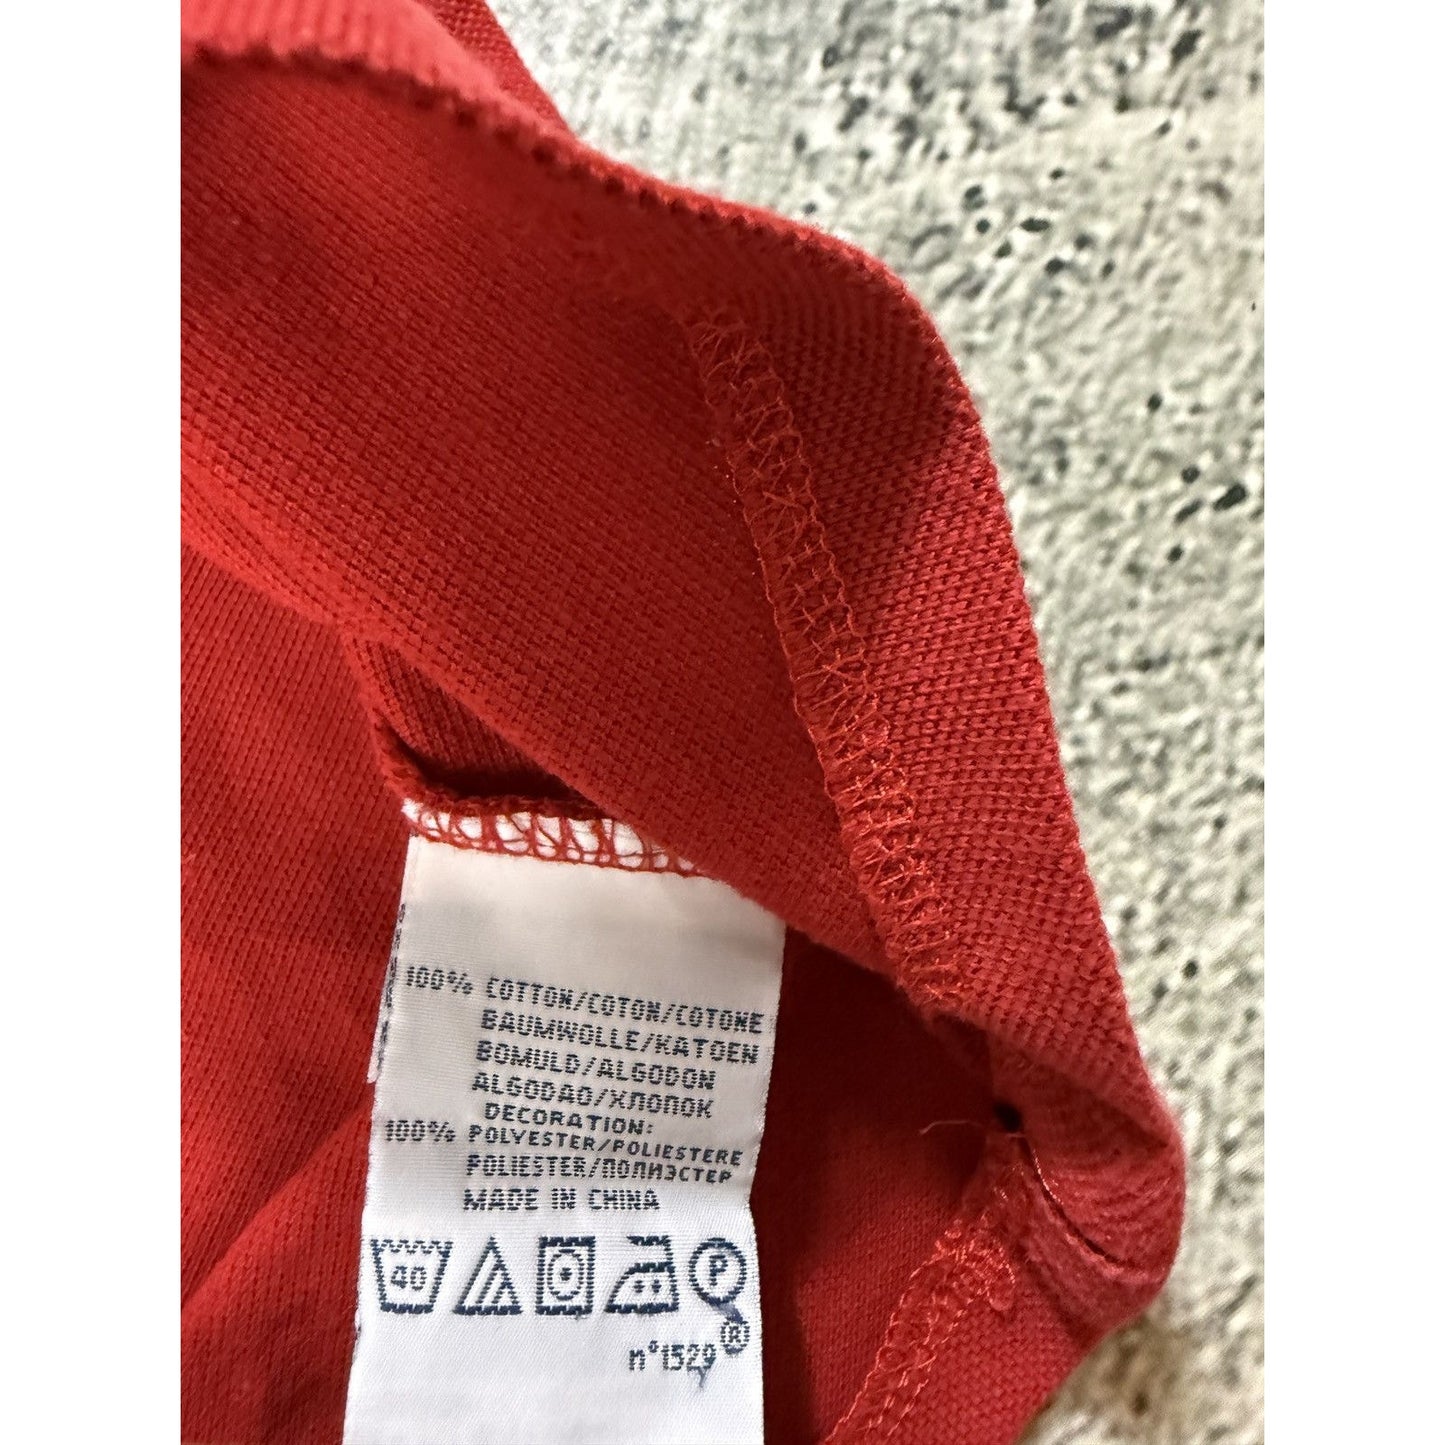 100% COTTON/COTON/COTONE
BAUMWOLLE/KATOEN
BOMULD/ALGODON
ALGODAO/ХЛОПОК
DECORATION:
100% POLYESTER/POLIESTERE
POLIESTER/ПОЛИЭСТЕР
MADE IN CHINA
40 P
n°1529 ®